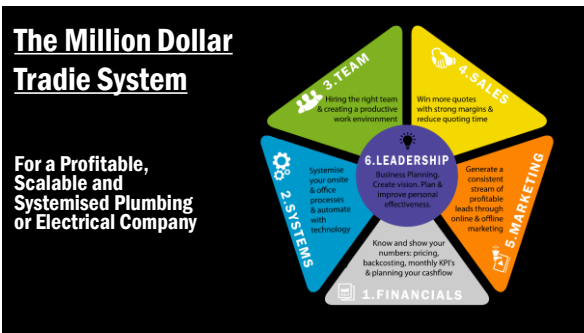 The Million Dollar
Tradie System
For a Profitable,
Scalable and
Systemised Plumbing
or Electrical Company
3.TEAM
Hiring the right team
& creating a productive
work environment
4.SALES
Win more quotes
with strong margins &
reduce quoting time
2.SYSTEMS
Systemise
your onsite
& office
processes
& automate
with
technology
6.LEADERSHIP
Business Planning.
Create vision. Plan &
improve personal
effectiveness.
5.MARKETING
Generate a
consistent
stream of
profitable
leads through
online & offline
marketing
Know and show your
numbers: pricing,
backcosting, monthly KPI's
& planning your cashflow
1.FINANCIALS